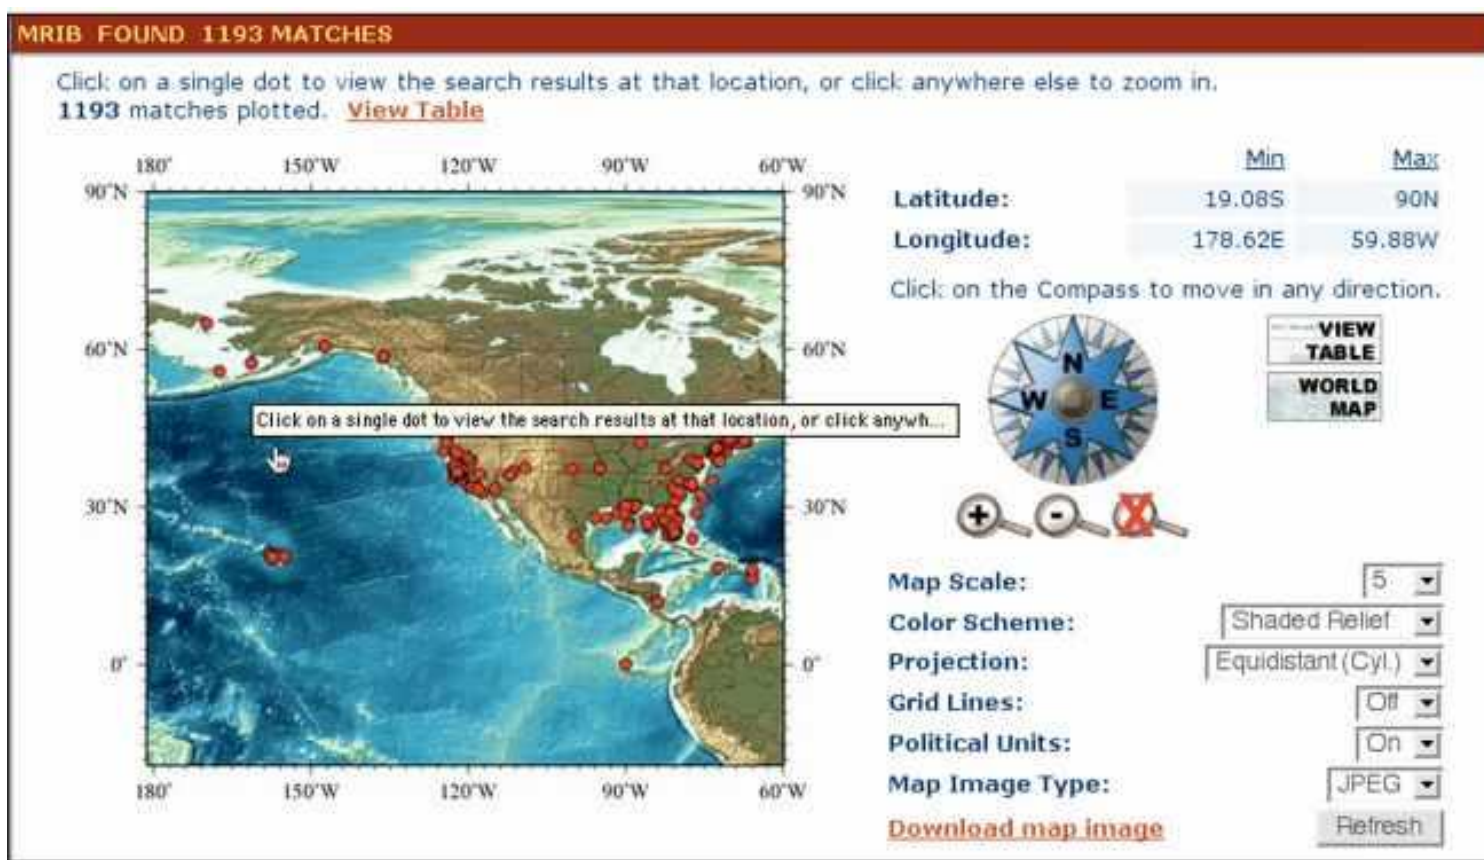 MRIB FOUND 1193 MATCHES
Click on a single dot to view the search results at that location, or click anywhere else to zoom in.
1193 matches plotted. View Table
180° 150°W 120°W 90°W 60°W
90°N 90°N
60°N 60°N
Click on a single dot to view the search results at that location, or click anywh...
30°N 30°N
0° 0°
180° 150°W 120°W 90°W 60°W
Min Max
Latitude: 19.08S 90N
Longitude: 178.62E 59.88W
Click on the Compass to move in any direction.
N
W E
S
VIEW
TABLE
WORLD
MAP
+ - X
Map Scale: 5
Color Scheme: Shaded Relief
Projection: Equidistant (Cyl.)
Grid Lines: Off
Political Units: On
Map Image Type: JPEG
Download map image Refresh